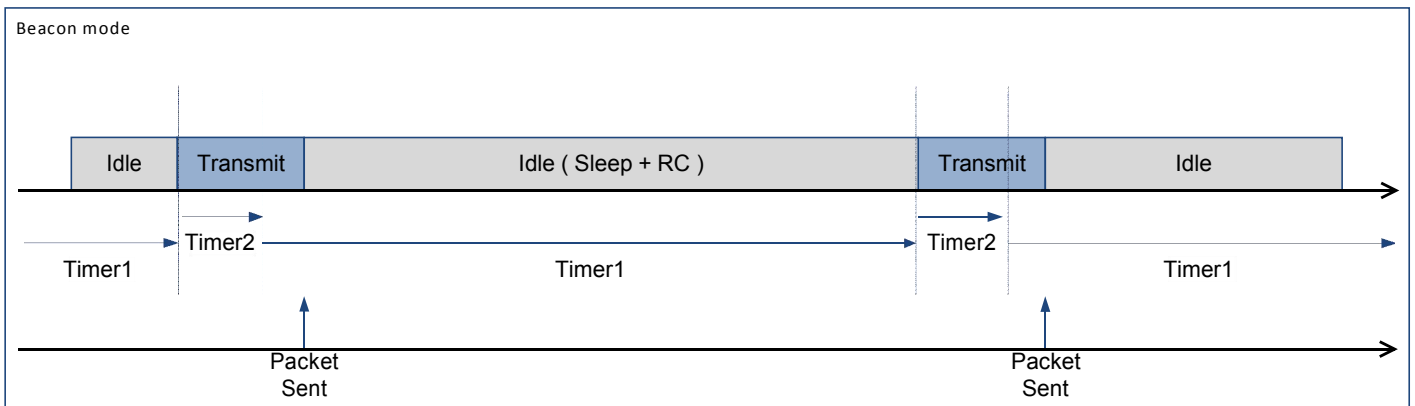 Beacon mode
Idle
Transmit
Idle ( Sleep + RC )
Transmit
Idle
Timer2
Timer2
Timer1
Timer1
Timer1
Packet
Sent
Packet
Sent